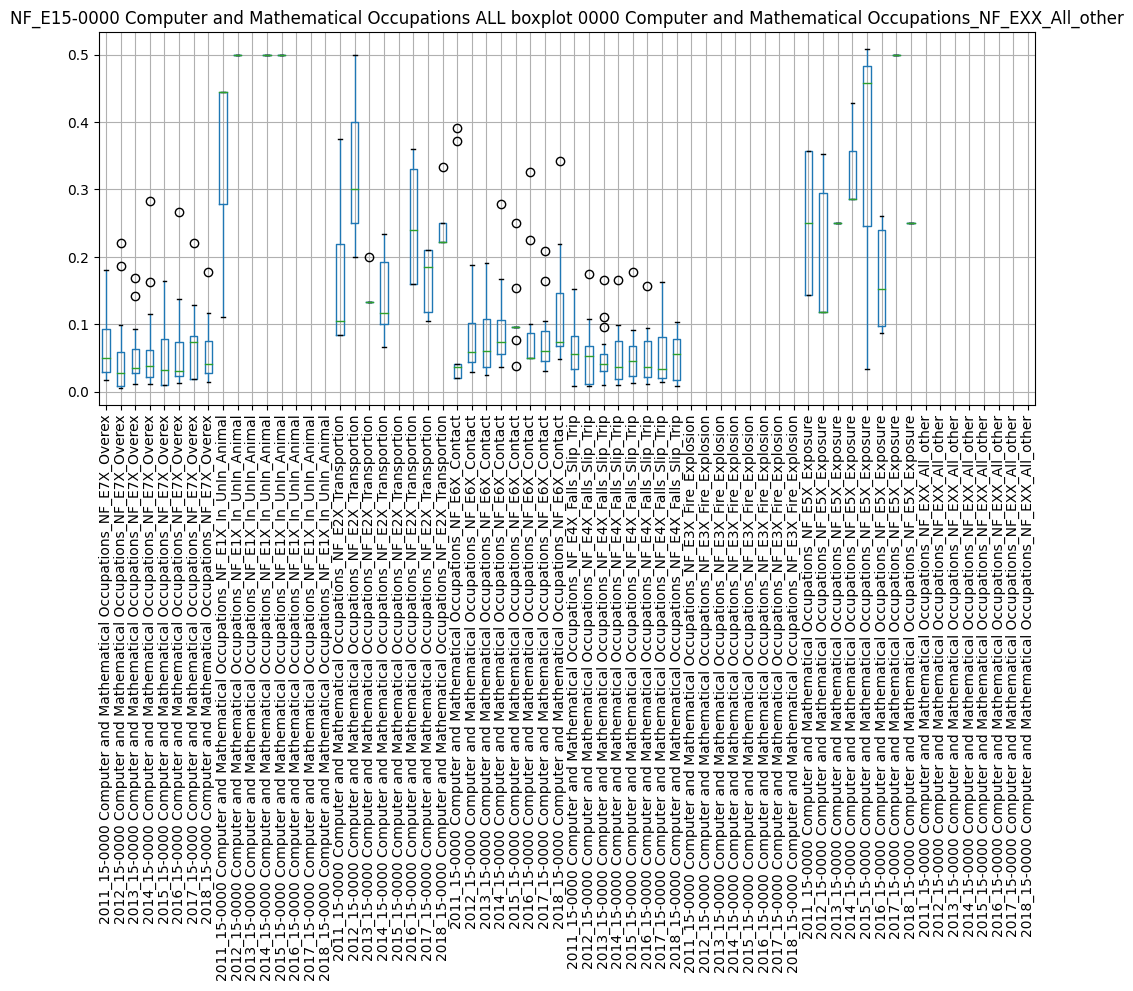 NF_E15-0000 Computer and Mathematical Occupations ALL boxplot 0000 Computer and Mathematical Occupations_NF_EXX_All_other
0.5
0.4
0.3
0.2
0.1
0.0
2011_15-0000 Computer and Mathematical Occupations_NF_E7X_Overex
2012_15-0000 Computer and Mathematical Occupations_NF_E7X_Overex
2013_15-0000 Computer and Mathematical Occupations_NF_E7X_Overex
2014_15-0000 Computer and Mathematical Occupations_NF_E7X_Overex
2015_15-0000 Computer and Mathematical Occupations_NF_E7X_Overex
2016_15-0000 Computer and Mathematical Occupations_NF_E7X_Overex
2017_15-0000 Computer and Mathematical Occupations_NF_E7X_Overex
2018_15-0000 Computer and Mathematical Occupations_NF_E7X_Overex
2011_15-0000 Computer and Mathematical Occupations_NF_E1X_In_UnIn_Animal
2012_15-0000 Computer and Mathematical Occupations_NF_E1X_In_UnIn_Animal
2013_15-0000 Computer and Mathematical Occupations_NF_E1X_In_UnIn_Animal
2014_15-0000 Computer and Mathematical Occupations_NF_E1X_In_UnIn_Animal
2015_15-0000 Computer and Mathematical Occupations_NF_E1X_In_UnIn_Animal
2016_15-0000 Computer and Mathematical Occupations_NF_E1X_In_UnIn_Animal
2017_15-0000 Computer and Mathematical Occupations_NF_E1X_In_UnIn_Animal
2018_15-0000 Computer and Mathematical Occupations_NF_E1X_In_UnIn_Animal
2011_15-0000 Computer and Mathematical Occupations_NF_E2X_Transportion
2012_15-0000 Computer and Mathematical Occupations_NF_E2X_Transportion
2013_15-0000 Computer and Mathematical Occupations_NF_E2X_Transportion
2014_15-0000 Computer and Mathematical Occupations_NF_E2X_Transportion
2015_15-0000 Computer and Mathematical Occupations_NF_E2X_Transportion
2016_15-0000 Computer and Mathematical Occupations_NF_E2X_Transportion
2017_15-0000 Computer and Mathematical Occupations_NF_E2X_Transportion
2018_15-0000 Computer and Mathematical Occupations_NF_E2X_Transportion
2011_15-0000 Computer and Mathematical Occupations_NF_E6X_Contact
2012_15-0000 Computer and Mathematical Occupations_NF_E6X_Contact
2013_15-0000 Computer and Mathematical Occupations_NF_E6X_Contact
2014_15-0000 Computer and Mathematical Occupations_NF_E6X_Contact
2015_15-0000 Computer and Mathematical Occupations_NF_E6X_Contact
2016_15-0000 Computer and Mathematical Occupations_NF_E6X_Contact
2017_15-0000 Computer and Mathematical Occupations_NF_E6X_Contact
2018_15-0000 Computer and Mathematical Occupations_NF_E6X_Contact
2011_15-0000 Computer and Mathematical Occupations_NF_E4X_Falls_Slip_Trip
2012_15-0000 Computer and Mathematical Occupations_NF_E4X_Falls_Slip_Trip
2013_15-0000 Computer and Mathematical Occupations_NF_E4X_Falls_Slip_Trip
2014_15-0000 Computer and Mathematical Occupations_NF_E4X_Falls_Slip_Trip
2015_15-0000 Computer and Mathematical Occupations_NF_E4X_Falls_Slip_Trip
2016_15-0000 Computer and Mathematical Occupations_NF_E4X_Falls_Slip_Trip
2017_15-0000 Computer and Mathematical Occupations_NF_E4X_Falls_Slip_Trip
2018_15-0000 Computer and Mathematical Occupations_NF_E4X_Falls_Slip_Trip
2011_15-0000 Computer and Mathematical Occupations_NF_E3X_Fire_Explosion
2012_15-0000 Computer and Mathematical Occupations_NF_E3X_Fire_Explosion
2013_15-0000 Computer and Mathematical Occupations_NF_E3X_Fire_Explosion
2014_15-0000 Computer and Mathematical Occupations_NF_E3X_Fire_Explosion
2015_15-0000 Computer and Mathematical Occupations_NF_E3X_Fire_Explosion
2016_15-0000 Computer and Mathematical Occupations_NF_E3X_Fire_Explosion
2017_15-0000 Computer and Mathematical Occupations_NF_E3X_Fire_Explosion
2018_15-0000 Computer and Mathematical Occupations_NF_E3X_Fire_Explosion
2011_15-0000 Computer and Mathematical Occupations_NF_E5X_Exposure
2012_15-0000 Computer and Mathematical Occupations_NF_E5X_Exposure
2013_15-0000 Computer and Mathematical Occupations_NF_E5X_Exposure
2014_15-0000 Computer and Mathematical Occupations_NF_E5X_Exposure
2015_15-0000 Computer and Mathematical Occupations_NF_E5X_Exposure
2016_15-0000 Computer and Mathematical Occupations_NF_E5X_Exposure
2017_15-0000 Computer and Mathematical Occupations_NF_E5X_Exposure
2018_15-0000 Computer and Mathematical Occupations_NF_E5X_Exposure
2011_15-0000 Computer and Mathematical Occupations_NF_EXX_All_other
2012_15-0000 Computer and Mathematical Occupations_NF_EXX_All_other
2013_15-0000 Computer and Mathematical Occupations_NF_EXX_All_other
2014_15-0000 Computer and Mathematical Occupations_NF_EXX_All_other
2015_15-0000 Computer and Mathematical Occupations_NF_EXX_All_other
2016_15-0000 Computer and Mathematical Occupations_NF_EXX_All_other
2017_15-0000 Computer and Mathematical Occupations_NF_EXX_All_other
2018_15-0000 Computer and Mathematical Occupations_NF_EXX_All_other